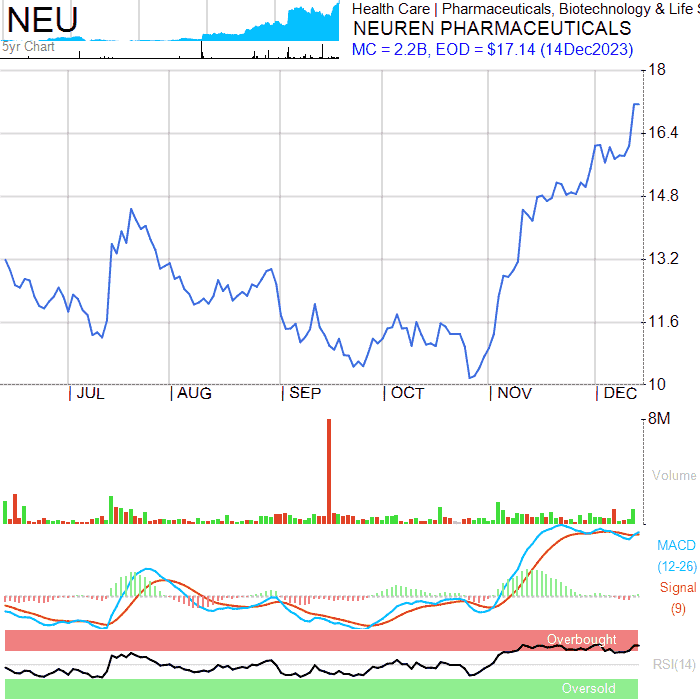 NEU
5yr Chart
Health Care | Pharmaceuticals, Biotechnology & Life S
NEUREN PHARMACEUTICALS
MC = 2.2B, EOD = $17.14 (14Dec2023)
18
16.4
14.8
13.2
11.6
10
JUL AUG SEP OCT NOV DEC
8M
Volume
MACD
(12-26)
Signal
(9)
Overbought
RSI(14)
Oversold